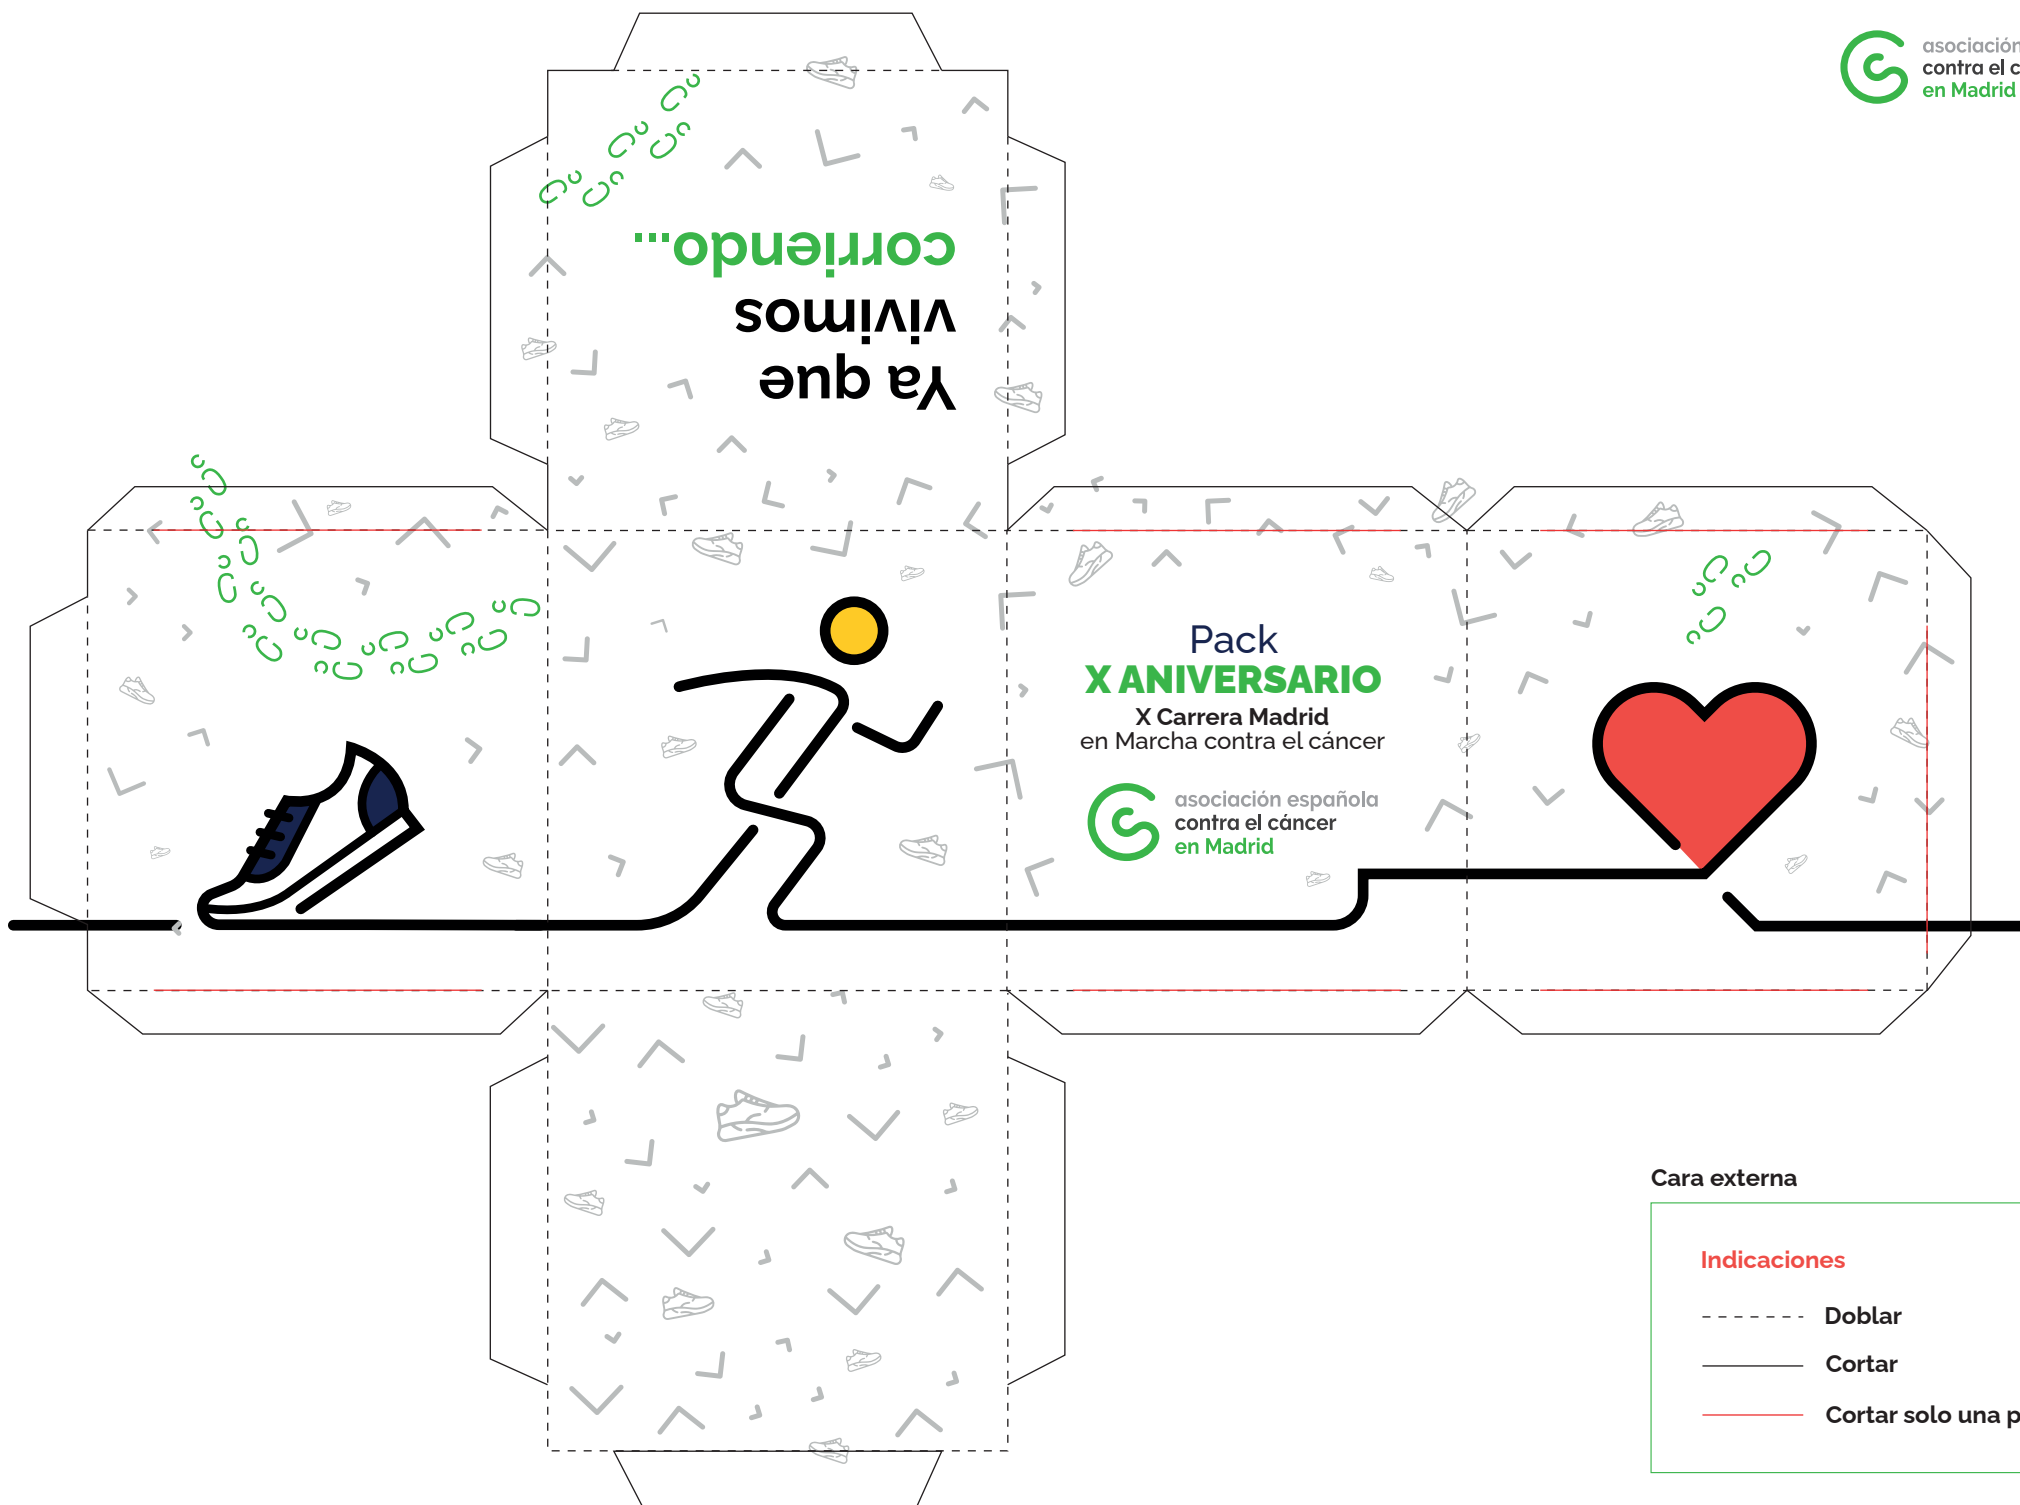 asociación
contra el c
en Madrid
Ya que
vivimos
corriendo...
Pack
X ANIVERSARIO
X Carrera Madrid
en Marcha contra el cáncer
asociación española
contra el cáncer
en Madrid
Cara externa
Indicaciones
Doblar
Cortar
Cortar solo una p